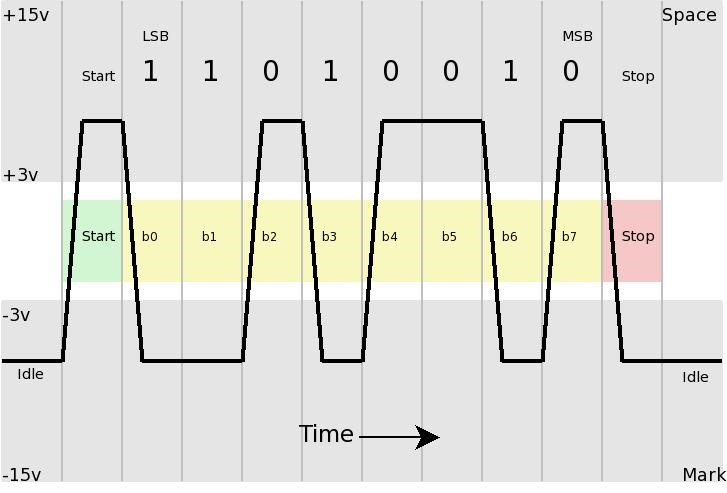 +15v
Space
LSB
MSB
Start 1 1 0 1 0 0 1 0 Stop
+3v
Start b0 b1 b2 b3 b4 b5 b6 b7 Stop
-3v
Idle
Idle
Time
-15v
Mark